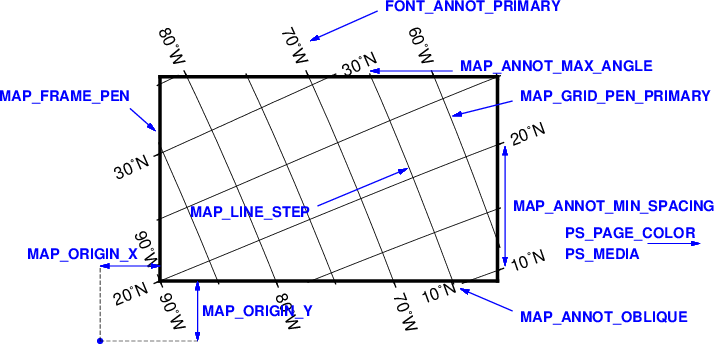 FONT_ANNOT_PRIMARY
80°W
70°W
60°W
30°N
MAP_ANNOT_MAX_ANGLE
MAP_FRAME_PEN
MAP_GRID_PEN_PRIMARY
20°N
30°N
MAP_LINE_STEP
MAP_ANNOT_MIN_SPACING
90°W
PS_PAGE_COLOR
MAP_ORIGIN_X
PS_MEDIA
10°N
20°N
90°W
80°W
70°W
10°N
MAP_ORIGIN_Y
MAP_ANNOT_OBLIQUE